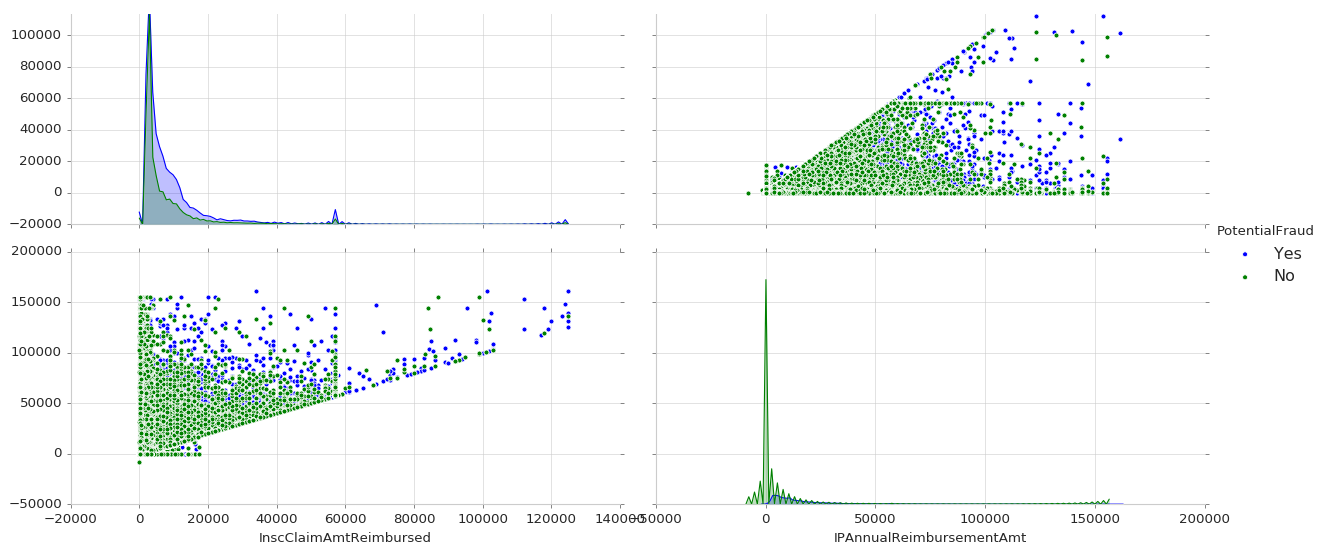 100000
80000
60000
40000
20000
0
−20000
200000
150000
100000
50000
0
−50000
−20000 0 20000 40000 60000 80000 100000 120000 140000
InscClaimAmtReimbursed
−50000 0 50000 100000 150000 200000
IPAnnualReimbursementAmt
PotentialFraud
Yes
No